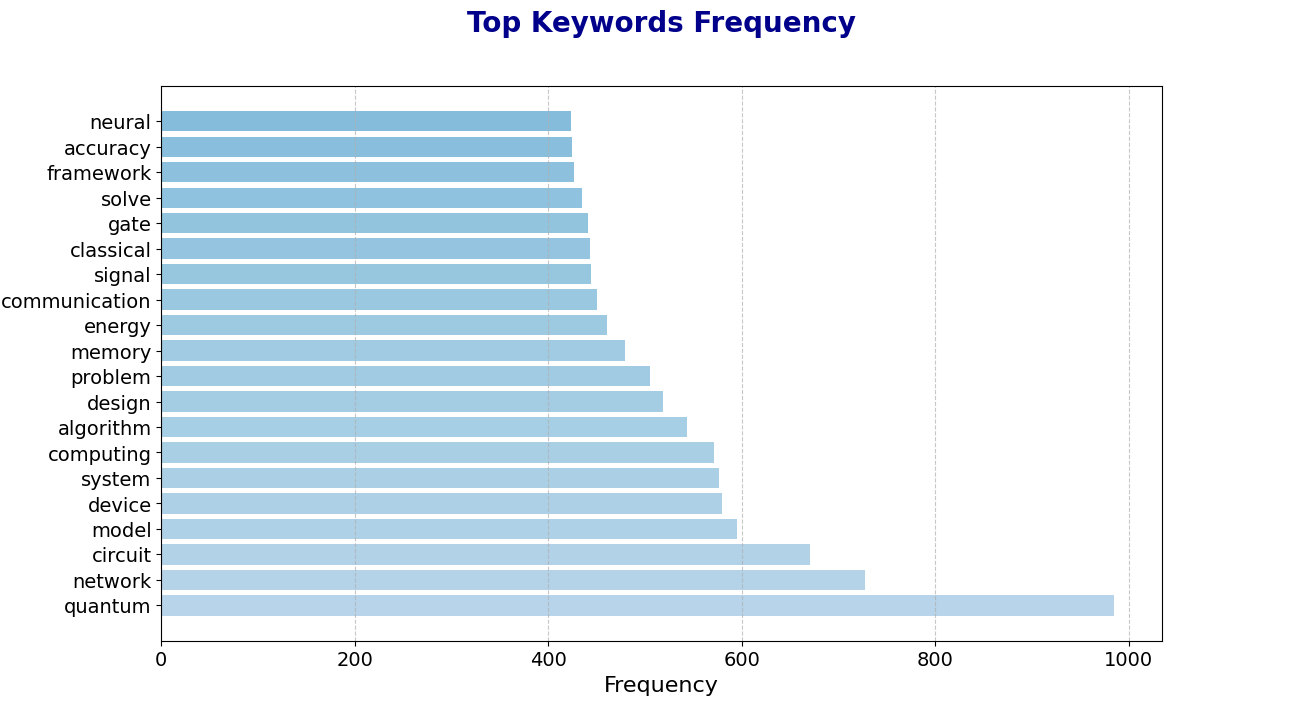 Top Keywords Frequency
neural
accuracy
framework
solve
gate
classical
signal
communication
energy
memory
problem
design
algorithm
computing
system
device
model
circuit
network
quantum
0 200 400 600 800 1000
Frequency